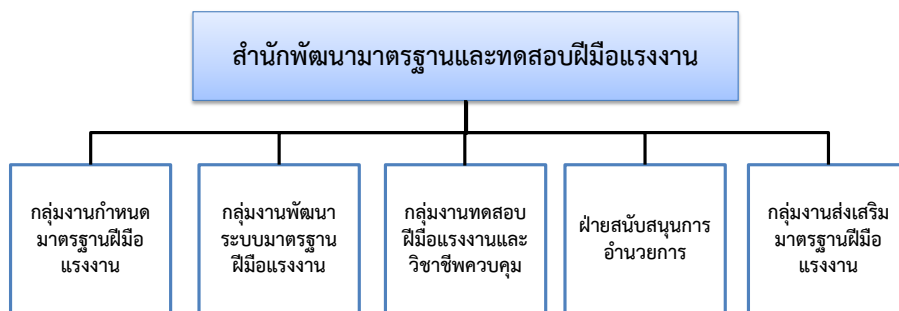 สำนักพัฒนามาตรฐานและทดสอบฝีมือแรงงาน
กลุ่มงานกำหนด
มาตรฐานฝีมือ
แรงงาน
กลุ่มงานพัฒนา
ระบบมาตรฐาน
ฝีมือแรงงาน
กลุ่มงานทดสอบ
ฝีมือแรงงานและ
วิชาชีพควบคุม
ฝ่ายสนับสนุนการ
อำนวยการ
กลุ่มงานส่งเสริม
มาตรฐานฝีมือ
แรงงาน